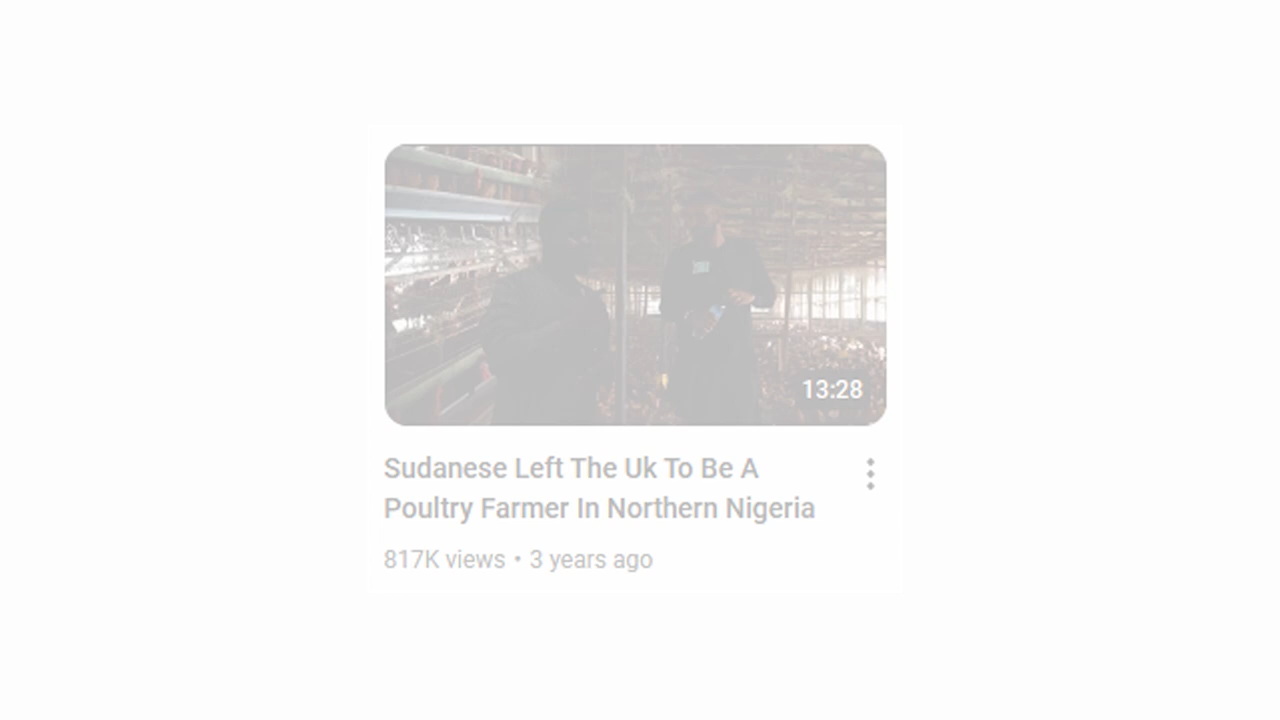 13:28
Sudanese Left The Uk To Be A
Poultry Farmer In Northern Nigeria
817K views • 3 years ago